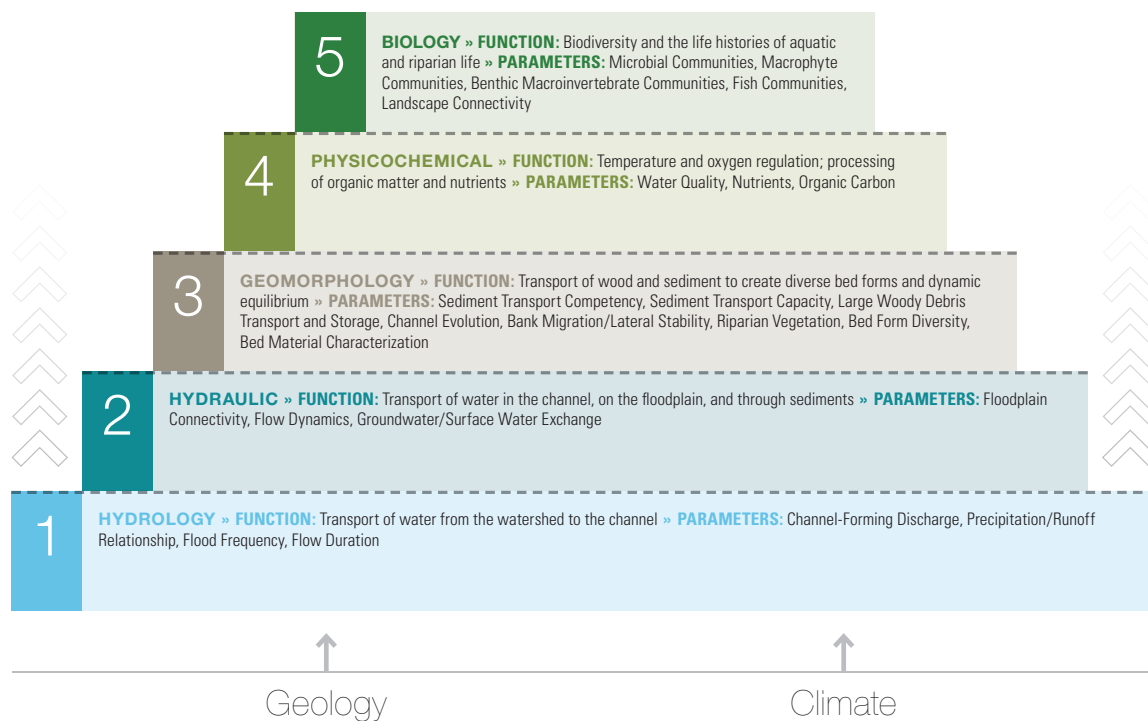 5
BIOLOGY » FUNCTION: Biodiversity and the life histories of aquatic
and riparian life » PARAMETERS: Microbial Communities, Macrophyte
Communities, Benthic Macroinvertebrate Communities, Fish Communities,
Landscape Connectivity
4
PHYSICOCHEMICAL » FUNCTION: Temperature and oxygen regulation; processing
of organic matter and nutrients » PARAMETERS: Water Quality, Nutrients, Organic Carbon
3
GEOMORPHOLOGY » FUNCTION: Transport of wood and sediment to create diverse bed forms and dynamic
equilibrium » PARAMETERS: Sediment Transport Competency, Sediment Transport Capacity, Large Woody Debris
Transport and Storage, Channel Evolution, Bank Migration/Lateral Stability, Riparian Vegetation, Bed Form Diversity,
Bed Material Characterization
2
HYDRAULIC » FUNCTION: Transport of water in the channel, on the floodplain, and through sediments » PARAMETERS: Floodplain
Connectivity, Flow Dynamics, Groundwater/Surface Water Exchange
1
HYDROLOGY » FUNCTION: Transport of water from the watershed to the channel » PARAMETERS: Channel-Forming Discharge, Precipitation/Runoff
Relationship, Flood Frequency, Flow Duration
Geology
Climate